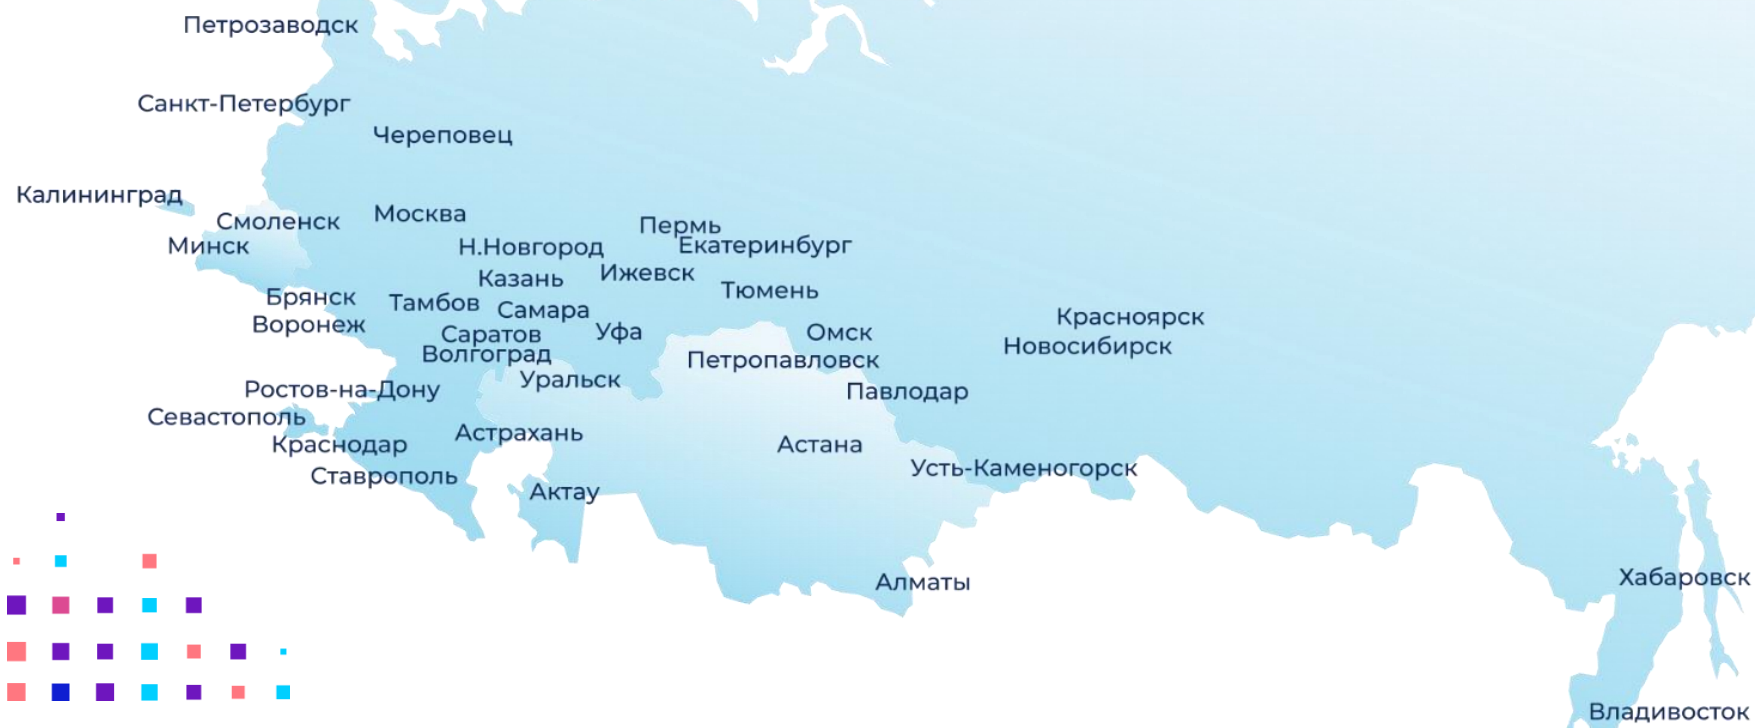 Петрозаводск
Санкт-Петербург
Череповец
Калининград
Москва
Смоленск
Пермь
Минск
Н.Новгород
Екатеринбург
Казань
Ижевск
Тюмень
Брянск
Тамбов
Самара
Красноярск
Воронеж
Саратов
Уфа
Омск
Новосибирск
Волгоград
Петропавловск
Уральск
Ростов-на-Дону
Павлодар
Севастополь
Астрахань
Краснодар
Астана
Усть-Каменогорск
Ставрополь
Актау
Хабаровск
Алматы
Владивосток